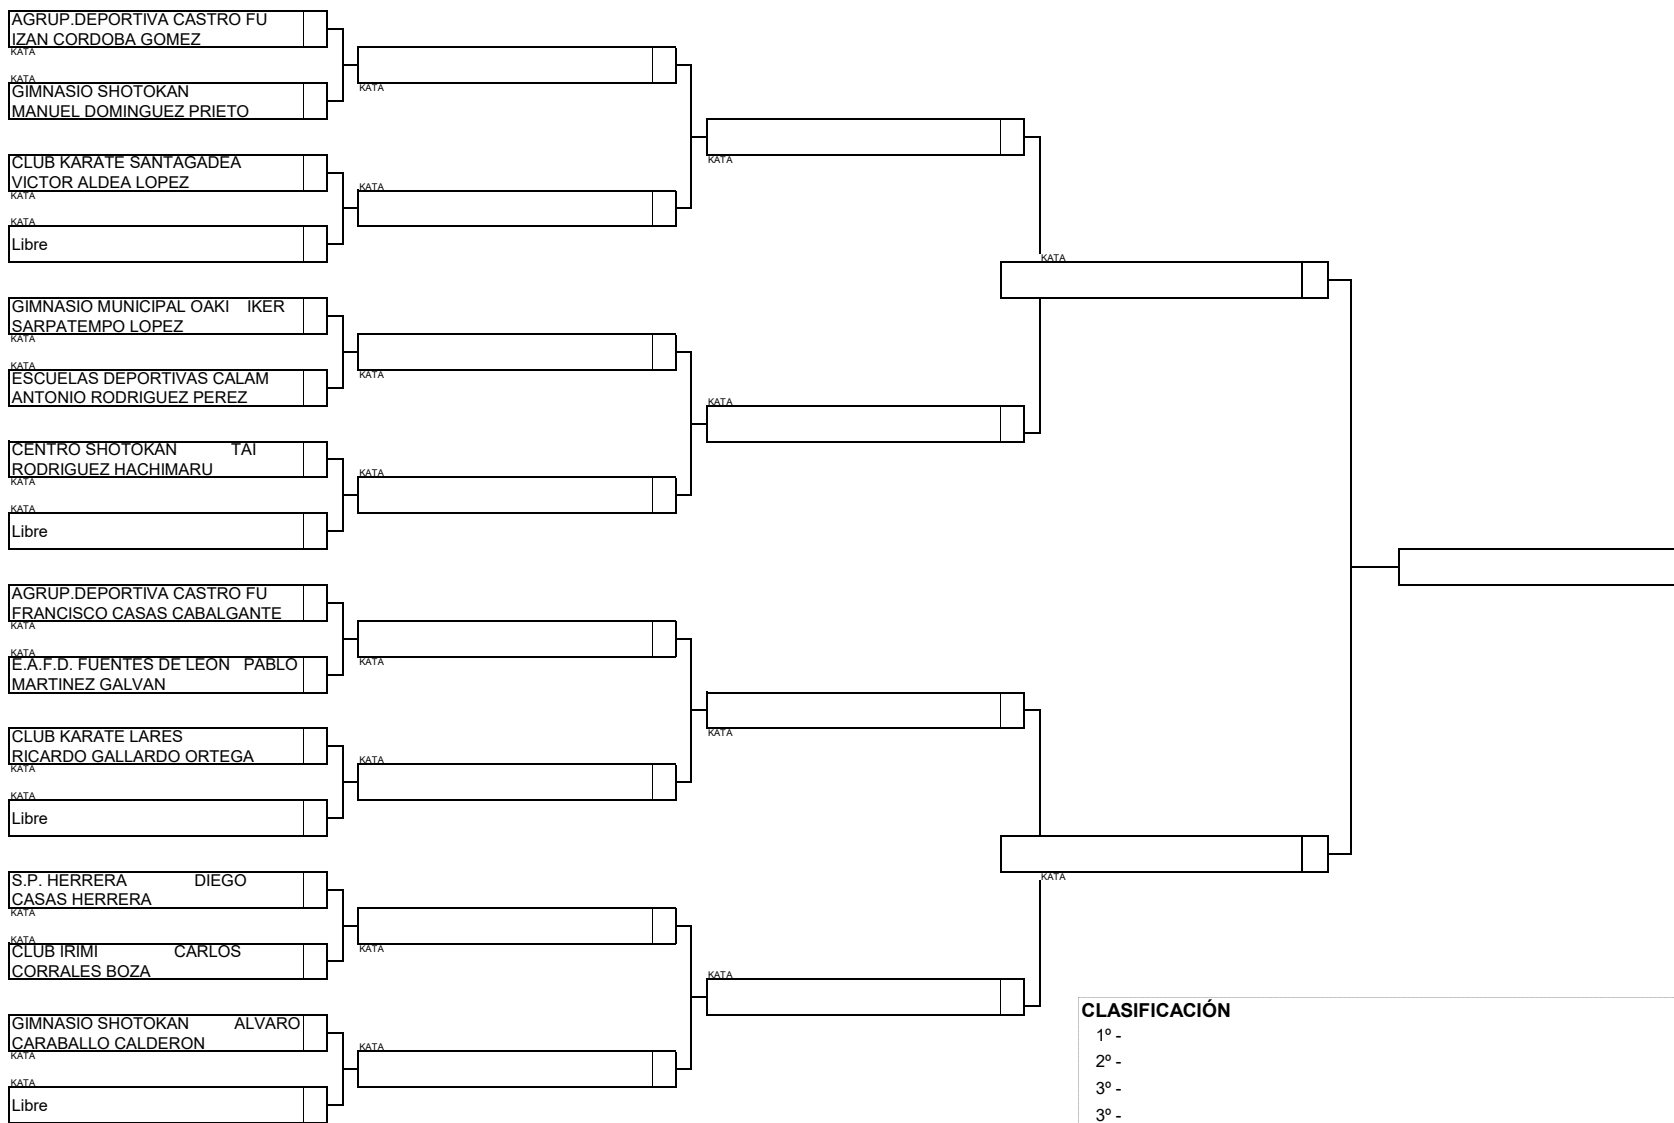 AGRUP.DEPORTIVA CASTRO FU
IZAN CORDOBA GOMEZ
KATA
KATA
GIMNASIO SHOTOKAN
MANUEL DOMINGUEZ PRIETO
CLUB KARATE SANTAGADEA
VICTOR ALDEA LOPEZ
KATA
KATA
Libre
GIMNASIO MUNICIPAL OAKI IKER
SARPATEMPO LOPEZ
KATA
KATA
ESCUELAS DEPORTIVAS CALAM
ANTONIO RODRIGUEZ PEREZ
CENTRO SHOTOKAN TAI
RODRIGUEZ HACHIMARU
KATA
KATA
Libre
AGRUP.DEPORTIVA CASTRO FU
FRANCISCO CASAS CABALGANTE
KATA
KATA
E.A.F.D. FUENTES DE LEON PABLO
MARTINEZ GALVAN
CLUB KARATE LARES
RICARDO GALLARDO ORTEGA
KATA
KATA
Libre
S.P. HERRERA DIEGO
CASAS HERRERA
KATA
KATA
CLUB IRIMI CARLOS
CORRALES BOZA
GIMNASIO SHOTOKAN ALVARO
CARABALLO CALDERON
KATA
KATA
Libre
KATA
KATA
KATA
KATA
KATA
KATA
KATA
KATA
KATA
KATA
KATA
KATA
KATA
KATA
CLASIFICACIÓN
1º -
2º -
3º -
3º -